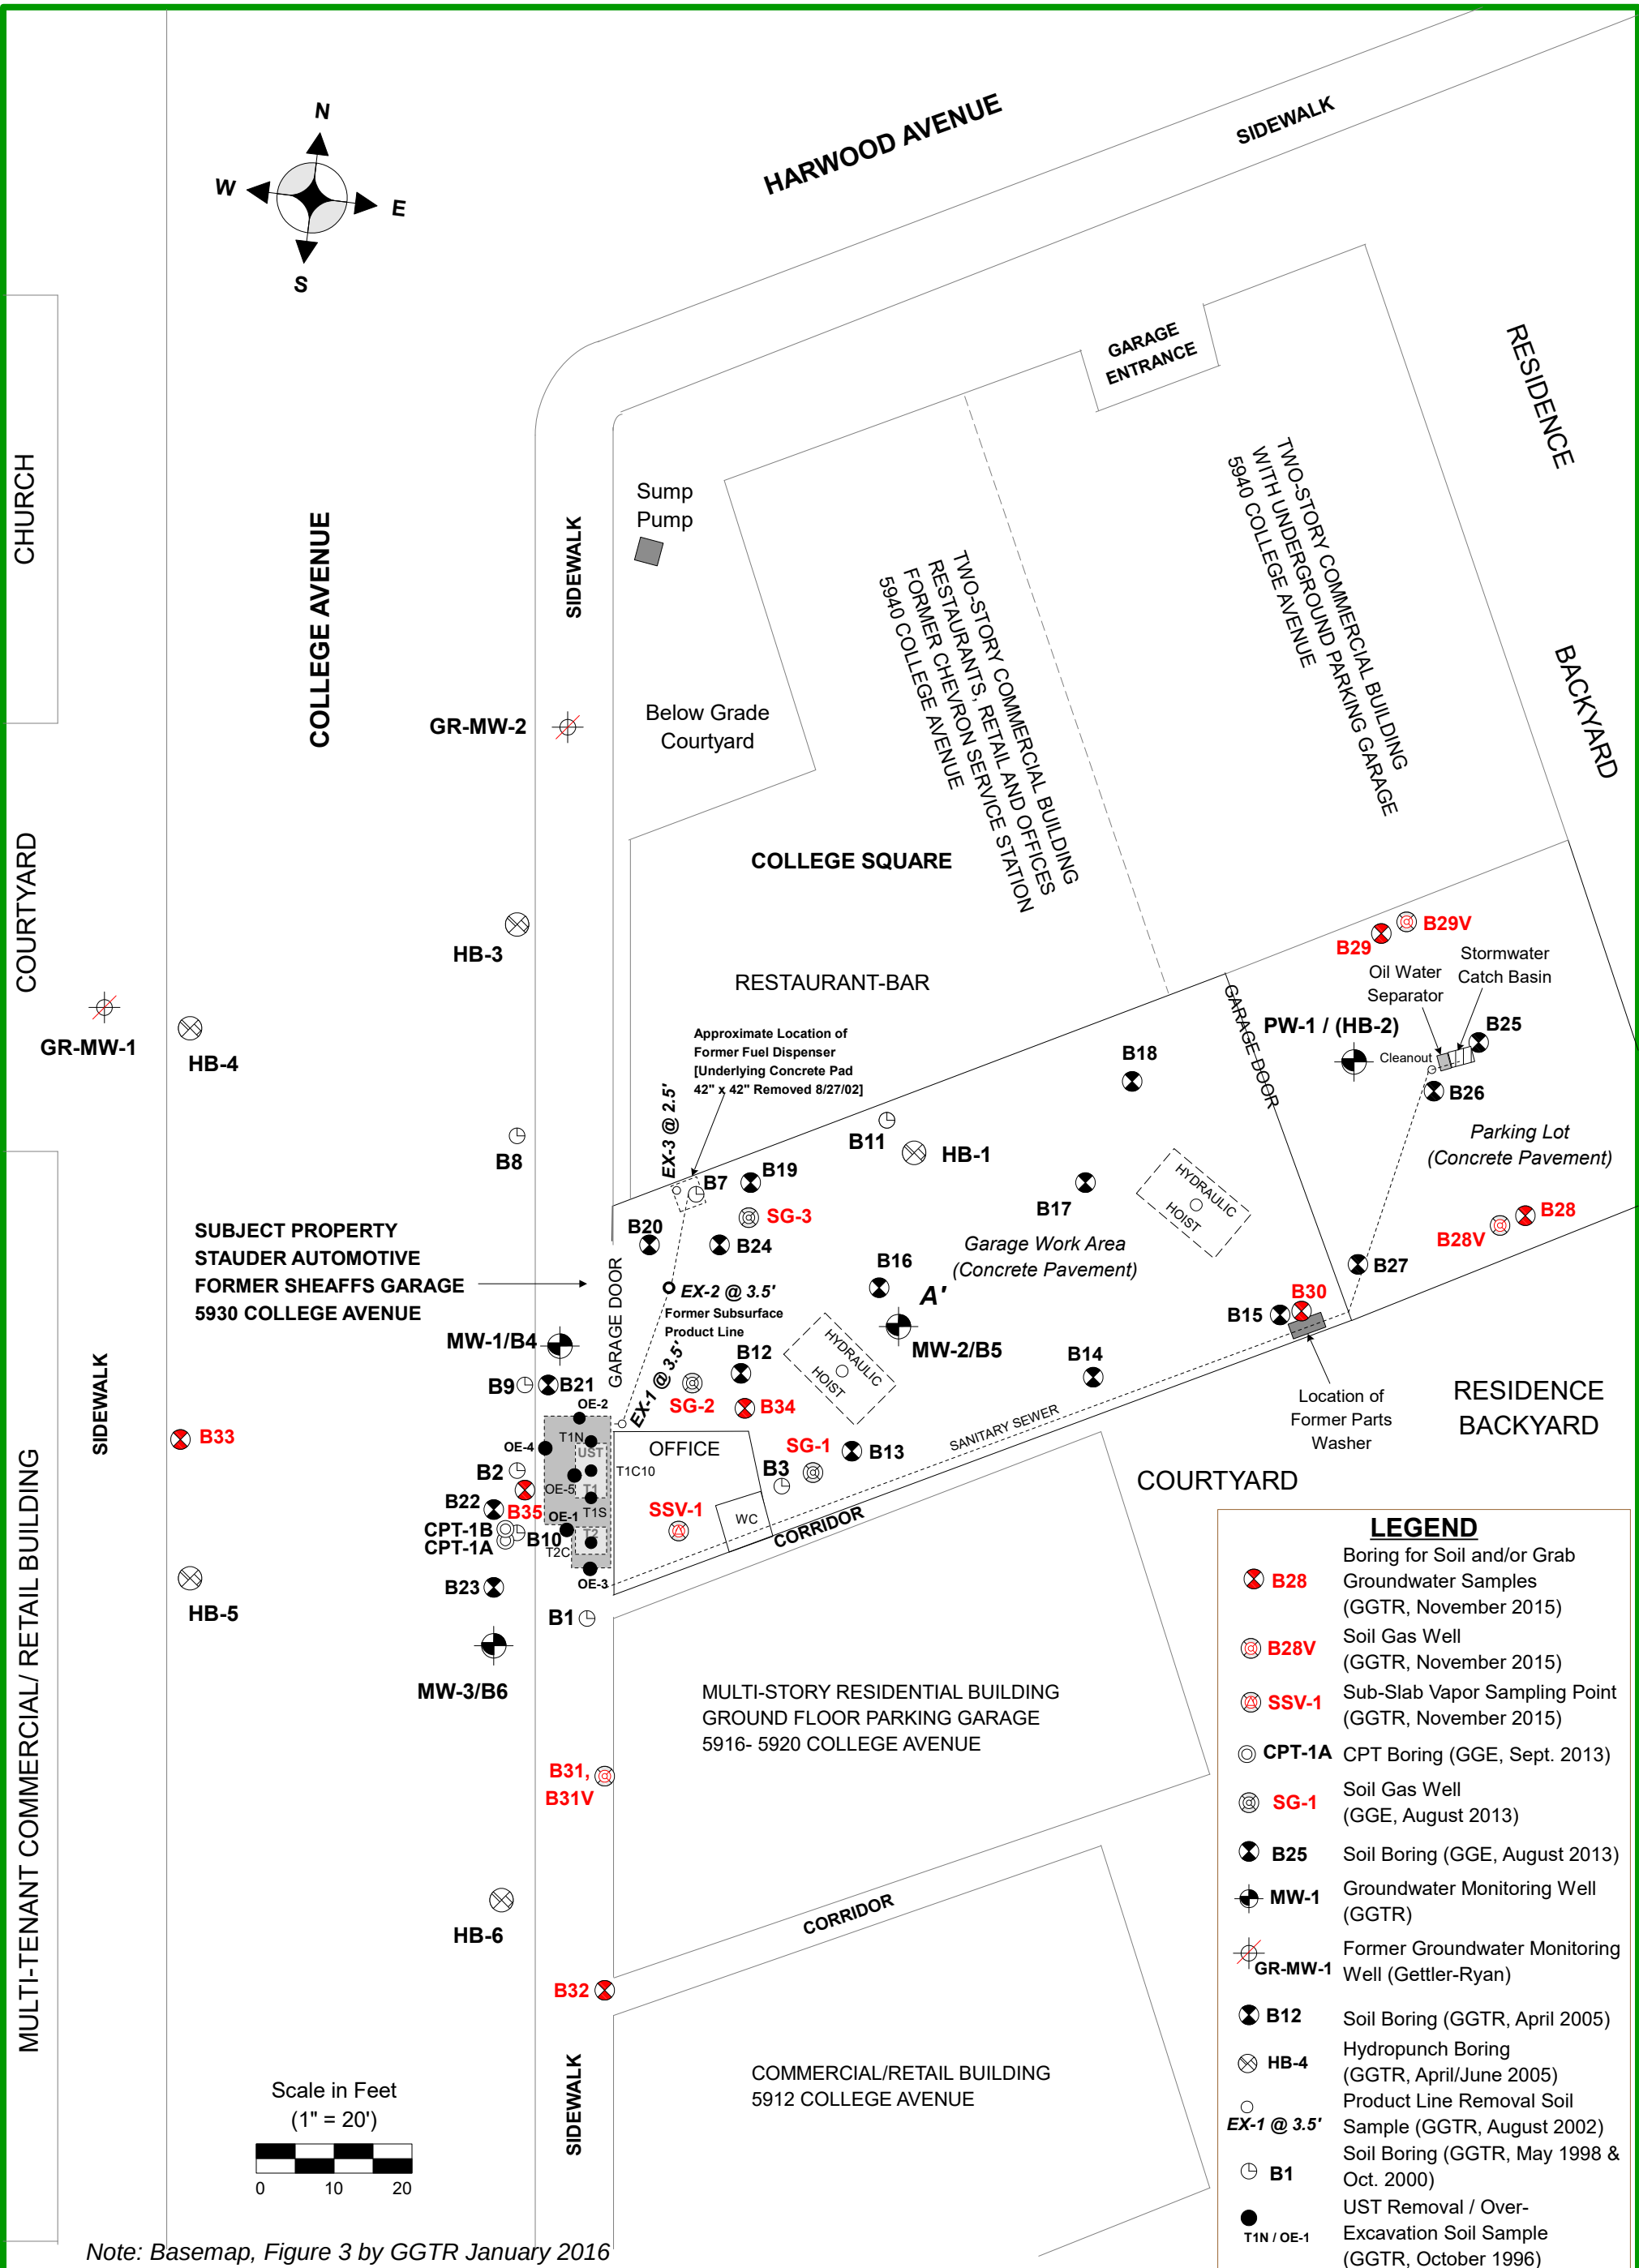 N
W
E
S
HARWOOD AVENUE
SIDEWALK
GARAGE
ENTRANCE
RESIDENCE
BACKYARD
CHURCH
COLLEGE AVENUE
SIDEWALK
Sump
Pump
TWO-STORY COMMERCIAL BUILDING
WITH UNDERGROUND PARKING GARAGE
5940 COLLEGE AVENUE
TWO-STORY COMMERCIAL BUILDING
RESTAURANTS, RETAIL AND OFFICES
FORMER CHEVRON SERVICE STATION
5940 COLLEGE AVENUE
GR-MW-2
Below Grade
Courtyard
COLLEGE SQUARE
COURTYARD
HB-3
RESTAURANT-BAR
B29V
B29
Stormwater
Catch Basin
Oil Water
Separator
GARAGE DOOR
PW-1 / (HB-2)
Cleanout
B25
B26
GR-MW-1
HB-4
Approximate Location of
Former Fuel Dispenser
[Underlying Concrete Pad
42" x 42" Removed 8/27/02]
B18
EX-3 @ 2.5'
B11
HB-1
Parking Lot
(Concrete Pavement)
B8
B7
B19
SG-3
B17
HYDRAULIC
HOIST
B28
B28V
SUBJECT PROPERTY
STAUDER AUTOMOTIVE
FORMER SHEAFFS GARAGE
5930 COLLEGE AVENUE
B20
B24
Garage Work Area
(Concrete Pavement)
B27
GARAGE DOOR
EX-2 @ 3.5'
Former Subsurface
Product Line
B16
A'
B30
B15
MW-1/B4
MW-2/B5
HYDRAULIC
HOIST
B12
B14
B9
B21
EX-1 @ 3.5'
SG-2
B34
Location of
Former Parts
Washer
RESIDENCE
BACKYARD
SIDEWALK
B33
OE-2
T1N
OE-4
UST
OFFICE
SG-1
B13
SANITARY SEWER
B2
T1C10
B3
COURTYARD
OE-5
T1
B22
B35
T1S
OE-1
SSV-1
WC
CORRIDOR
CPT-1B
CPT-1A
B10
T2
T2C
B23
OE-3
HB-5
B1
MW-3/B6
MULTI-TENANT COMMERCIAL/ RETAIL BUILDING
MULTI-STORY RESIDENTIAL BUILDING
GROUND FLOOR PARKING GARAGE
5916- 5920 COLLEGE AVENUE
B31,
B31V
HB-6
CORRIDOR
B32
SIDEWALK
COMMERCIAL/RETAIL BUILDING
5912 COLLEGE AVENUE
Scale in Feet
(1" = 20')
0 10 20
Note: Basemap, Figure 3 by GGTR January 2016
LEGEND
B28
Boring for Soil and/or Grab
Groundwater Samples
(GGTR, November 2015)
B28V
Soil Gas Well
(GGTR, November 2015)
SSV-1
Sub-Slab Vapor Sampling Point
(GGTR, November 2015)
CPT-1A CPT Boring (GGE, Sept. 2013)
SG-1
Soil Gas Well
(GGE, August 2013)
B25 Soil Boring (GGE, August 2013)
MW-1
Groundwater Monitoring Well
(GGTR)
GR-MW-1
Former Groundwater Monitoring
Well (Gettler-Ryan)
B12 Soil Boring (GGTR, April 2005)
HB-4
Hydropunch Boring
(GGTR, April/June 2005)
EX-1 @ 3.5'
Product Line Removal Soil
Sample (GGTR, August 2002)
B1
Soil Boring (GGTR, May 1998 &
Oct. 2000)
T1N / OE-1
UST Removal / Over-
Excavation Soil Sample
(GGTR, October 1996)